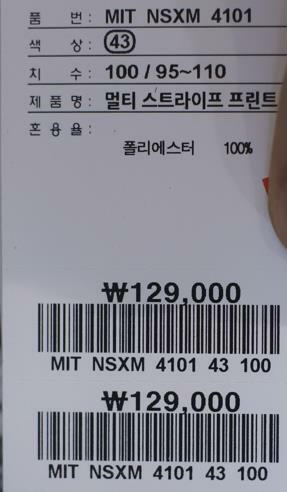 품 번 : MIT NSXM 4101
색 상 : 43
치 수 : 100 / 95~110
제 품 명 : 멀티 스트라이프 프린트
혼 용 율 :
폴리에스터 100%
₩129,000
MIT NSXM 4101 43 100
₩129,000
MIT NSXM 4101 43 100